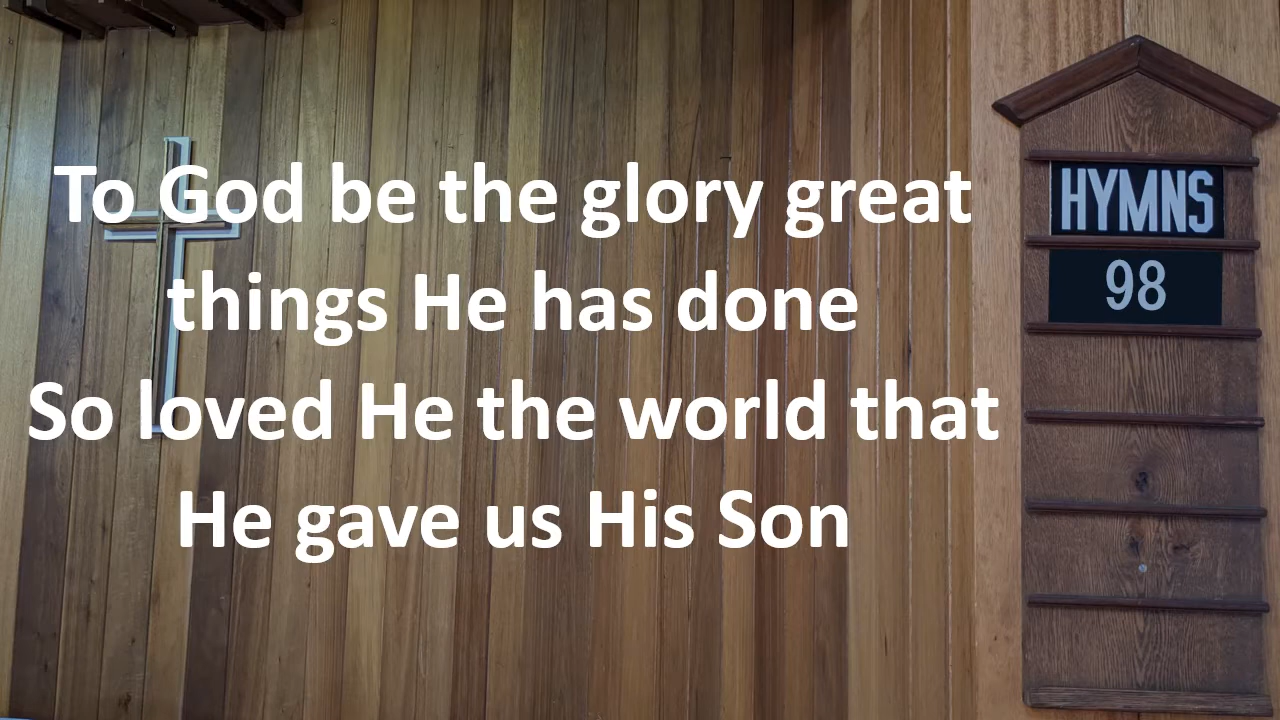 To God be the glory great
things He has done
So loved He the world that
He gave us His Son
HYMNS
98